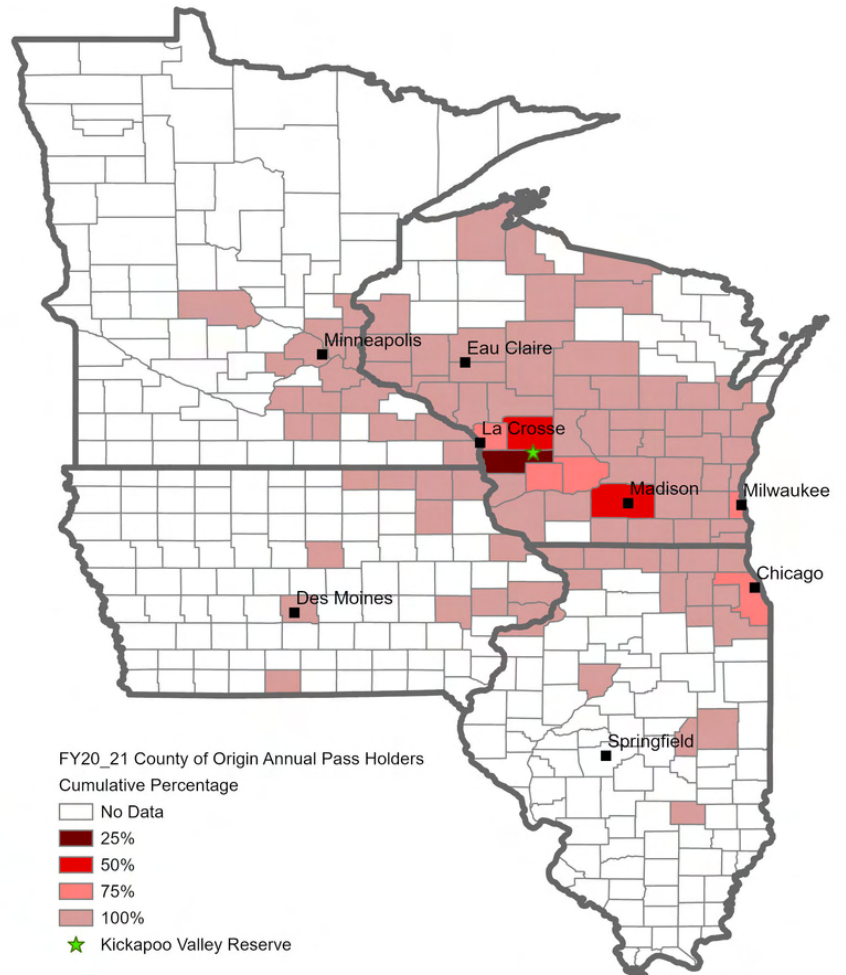 Minneapolis
Eau Claire
La Crosse
Madison
Milwaukee
Chicago
Des Moines
Springfield
FY20_21 County of Origin Annual Pass Holders
Cumulative Percentage
No Data
25%
50%
75%
100%
Kickapoo Valley Reserve